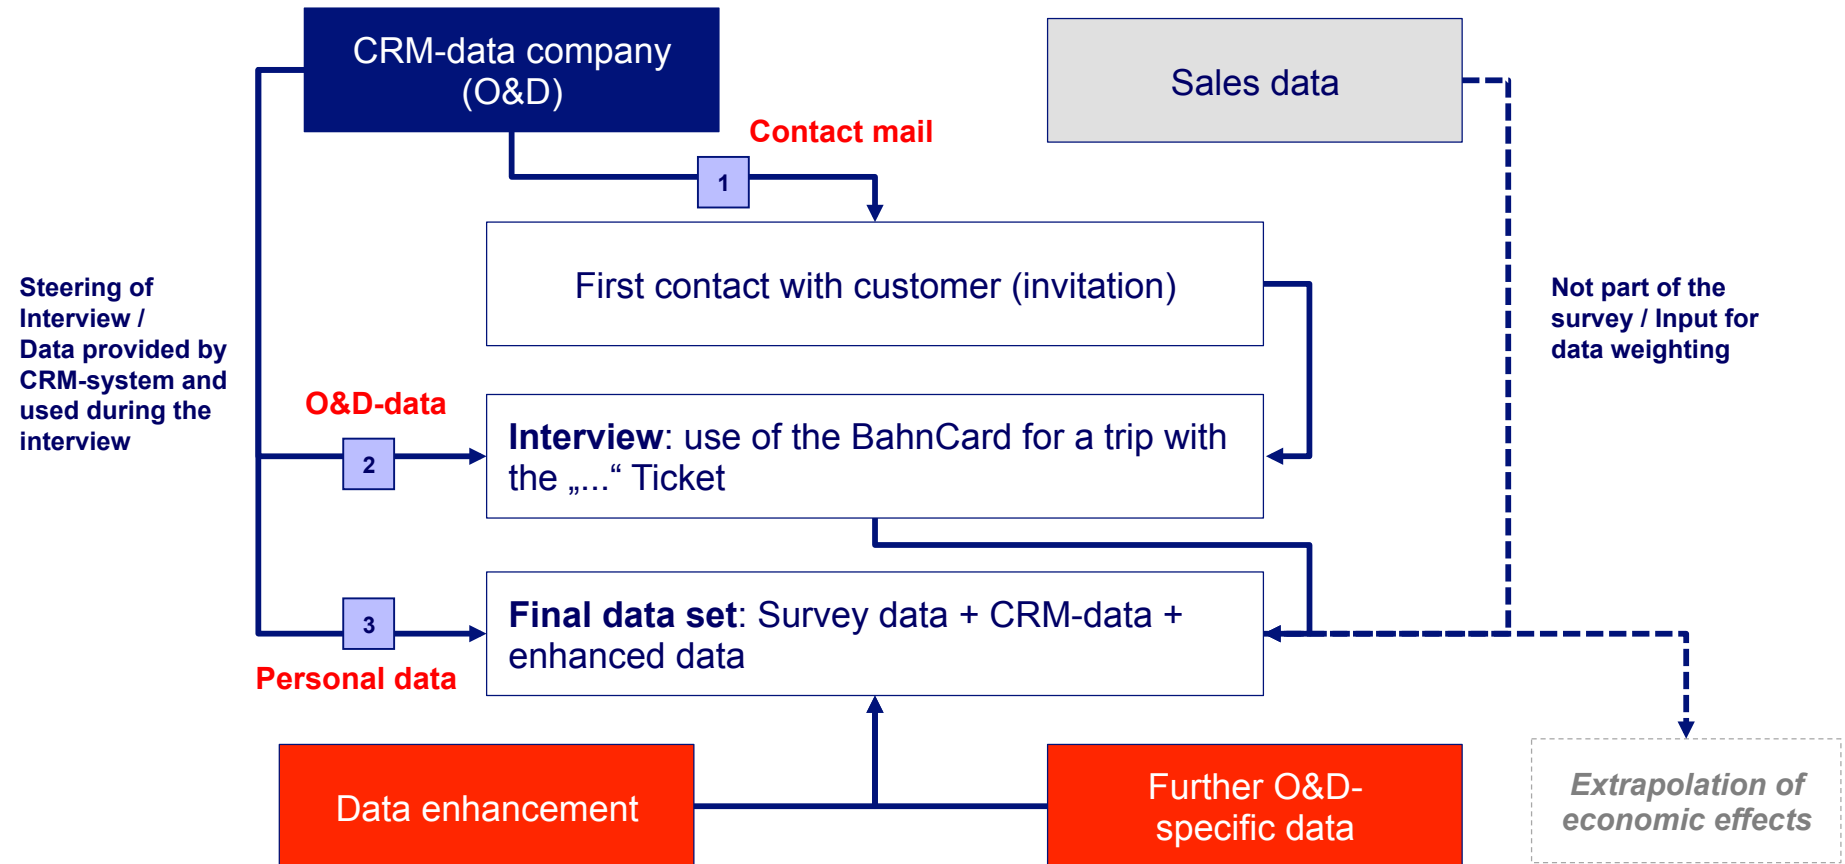 CRM-data company
(O&D)
Sales data
Contact mail
1
First contact with customer (invitation)
Steering of
Interview /
Data provided by
CRM-system and
used during the
interview
Not part of the
survey / Input for
data weighting
O&D-data
2
Interview: use of the BahnCard for a trip with
the „...“ Ticket
3
Final data set: Survey data + CRM-data +
enhanced data
Personal data
Data enhancement
Further O&D-
specific data
Extrapolation of
economic effects